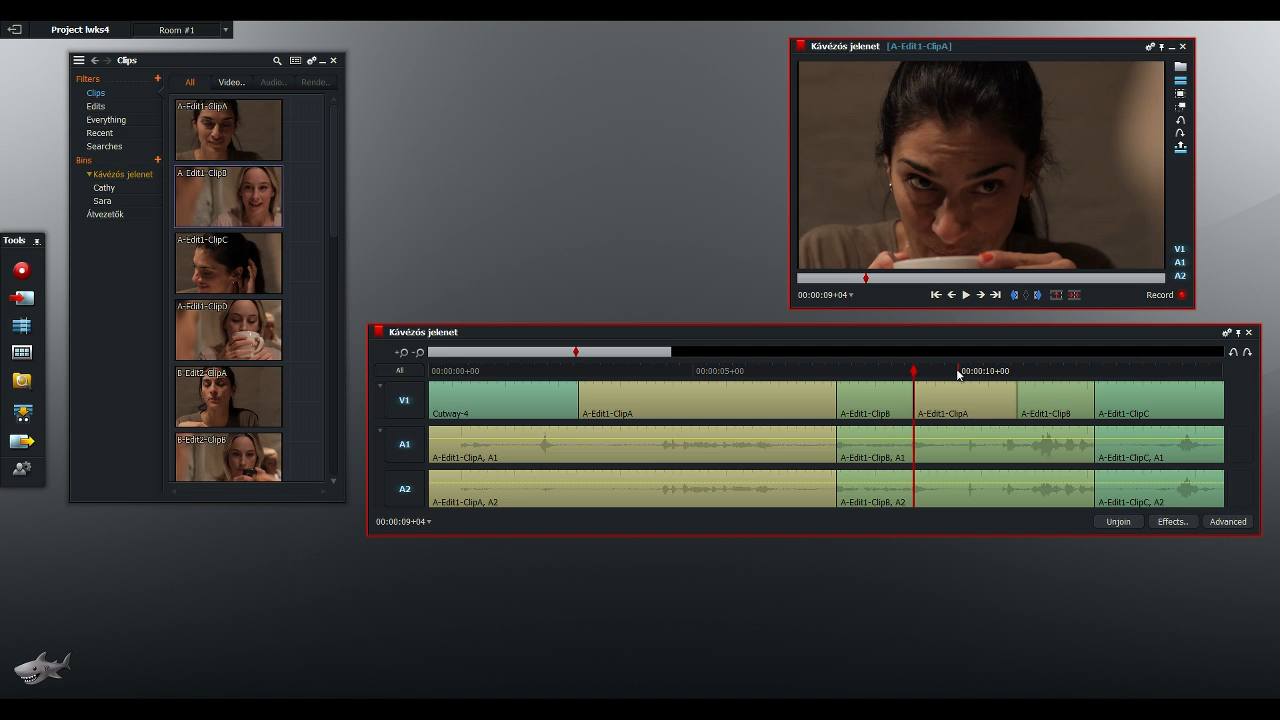 Project lwks4
Room #1
Clips
Filters
Clips
Edits
Everything
Recent
Searches
Bins
Kávézós jelenet
Cathy
Sara
Átvezetők
All
Video..
Audio..
Rende..
A-Edit1-ClipA
A-Edit1-ClipB
A-Edit1-ClipC
A-Edit1-ClipD
B-Edit2-ClipA
B-Edit2-ClipB
Tools
Kávézós jelenet [A-Edit1-ClipA]
V1
A1
A2
00:00:09+04
Record
Kávézós jelenet
All
00:00:00+00
00:00:05+00
00:00:10+00
V1
Cutway-4
A-Edit1-ClipA
A-Edit1-ClipB
A-Edit1-ClipA
A-Edit1-ClipB
A-Edit1-ClipC
A1
A-Edit1-ClipA, A1
A-Edit1-ClipB, A1
A-Edit1-ClipC, A1
A2
A-Edit1-ClipA, A2
A-Edit1-ClipB, A2
A-Edit1-ClipC, A2
00:00:09+04
Unjoin
Effects..
Advanced